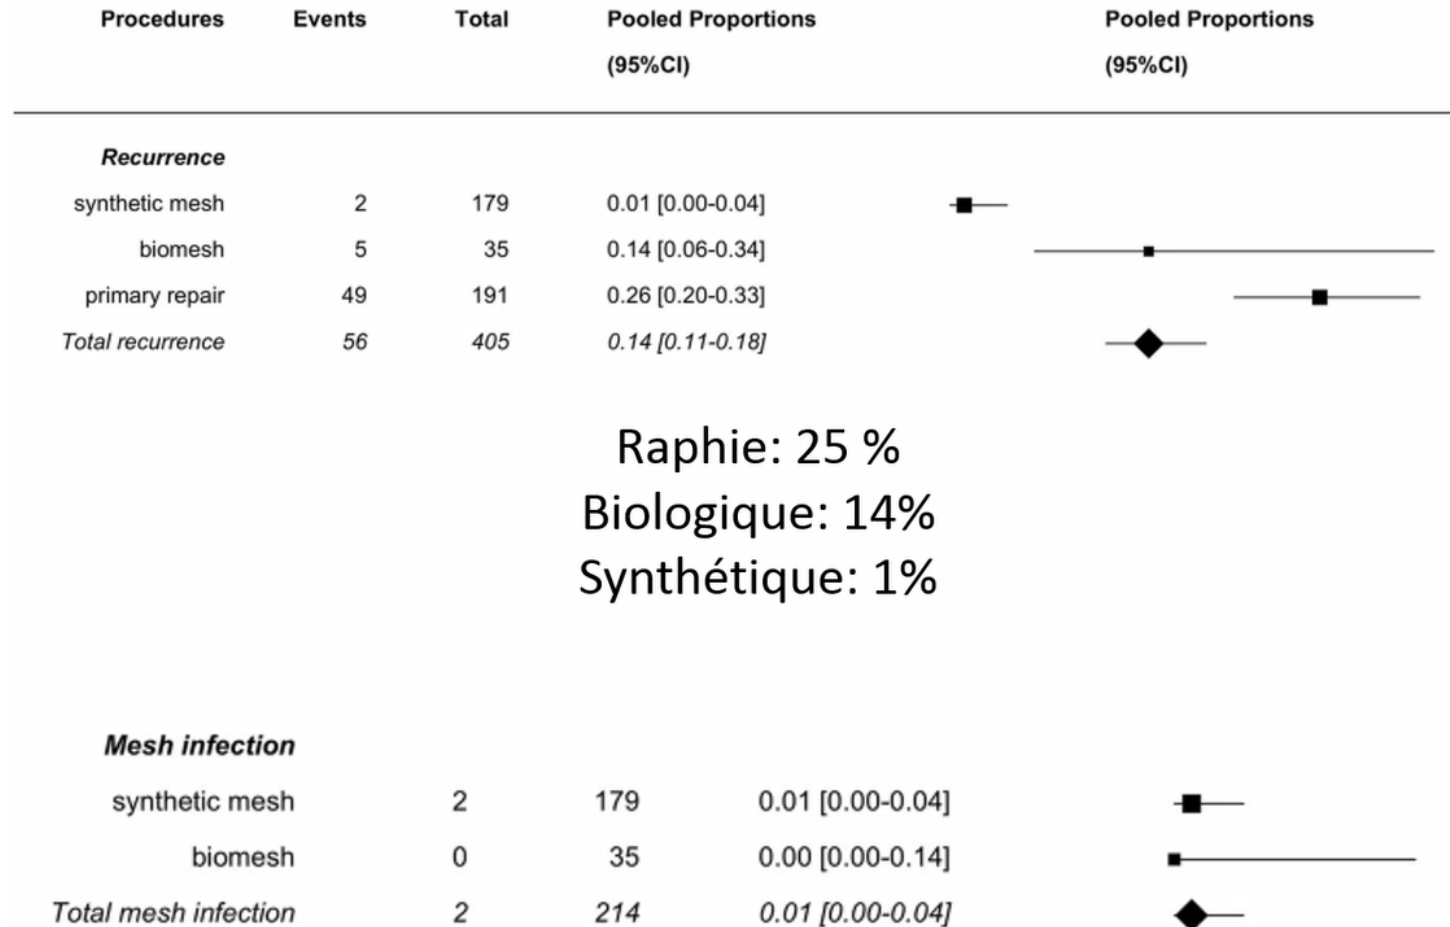 Procedures Events Total Pooled Proportions Pooled Proportions
(95%CI) (95%CI)
Recurrence
synthetic mesh 2 179 0.01 [0.00-0.04]
biomesh 5 35 0.14 [0.06-0.34]
primary repair 49 191 0.26 [0.20-0.33]
Total recurrence 56 405 0.14 [0.11-0.18]
Raphie: 25 %
Biologique: 14%
Synthétique: 1%
Mesh infection
synthetic mesh 2 179 0.01 [0.00-0.04]
biomesh 0 35 0.00 [0.00-0.14]
Total mesh infection 2 214 0.01 [0.00-0.04]